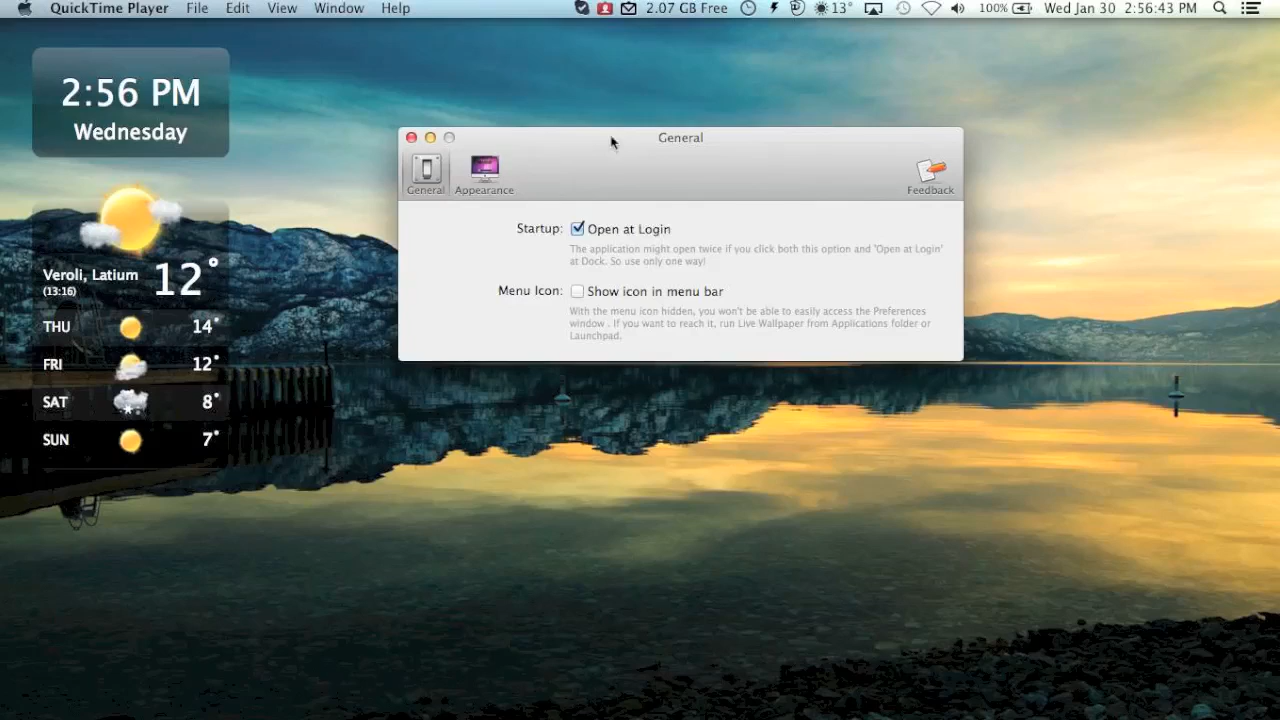 QuickTime Player File Edit View Window Help 2.07 GB Free 13° 100% Wed Jan 30 2:56:43 PM
2:56 PM
Wednesday
General
General Appearance Feedback
Startup: Open at Login
The application might open twice if you click both this option and 'Open at Login'
at Dock. So use only one way!
Menu Icon: Show icon in menu bar
With the menu icon hidden, you won't be able to easily access the Preferences
window . If you want to reach it, run Live Wallpaper from Applications folder or
Launchpad.
Veroli, Latium 12°
(13:16)
THU 14°
FRI 12°
SAT 8°
SUN 7°